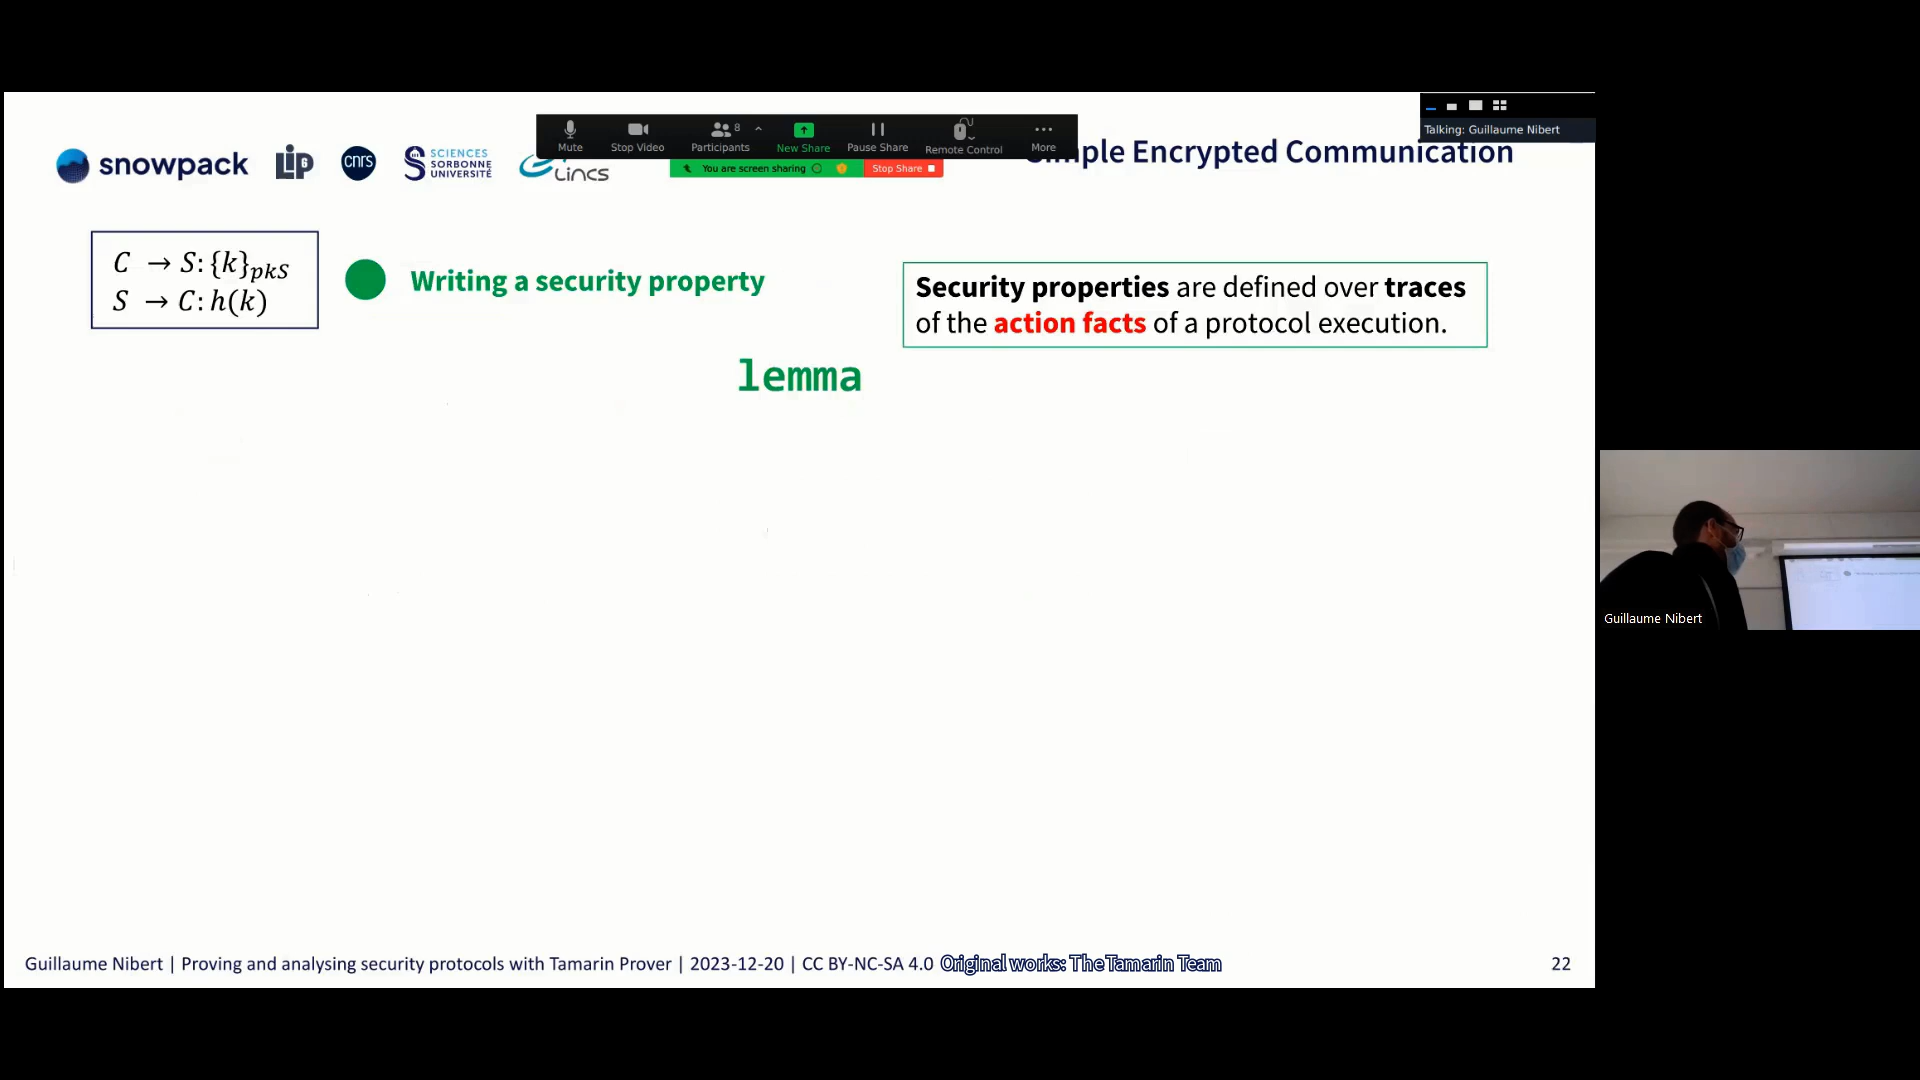 Mute
Stop Video
Participants
8
New Share
Pause Share
Remote Control
More
You are screen sharing
Stop Share
Talking: Guillaume Nibert
snowpack
LIP6
cnrs
SCIENCES
SORBONNE
UNIVERSITÉ
Lincs
Simple Encrypted Communication
C → S: {k}pkS
S → C: h(k)
Writing a security property
Security properties are defined over traces
of the action facts of a protocol execution.
lemma
Guillaume Nibert
Guillaume Nibert | Proving and analysing security protocols with Tamarin Prover | 2023-12-20 | CC BY-NC-SA 4.0 Original works: The Tamarin Team
22